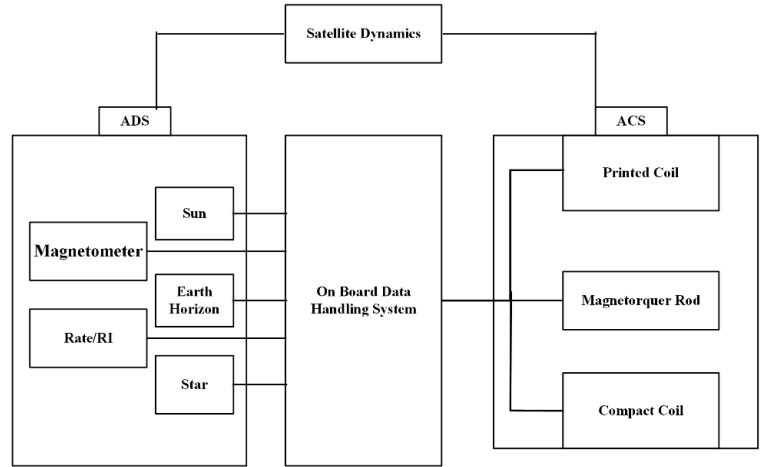 Satellite Dynamics
ADS
ACS
Sun
Magnetometer
Earth
Horizon
Rate/RI
Star
On Board Data
Handling System
Printed Coil
Magnetorquer Rod
Compact Coil